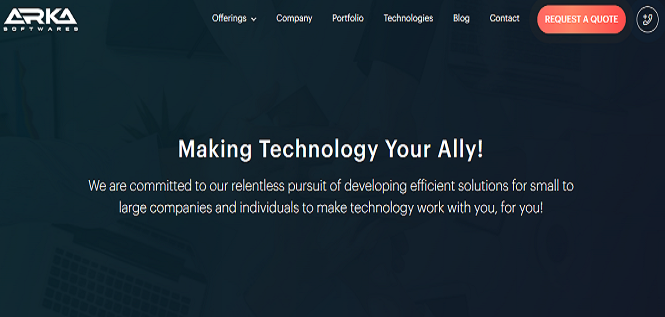 ARKA
SOFTWARES
Offerings Company Portfolio Technologies Blog Contact REQUEST A QUOTE
Making Technology Your Ally!
We are committed to our relentless pursuit of developing efficient solutions for small to
large companies and individuals to make technology work with you, for you!